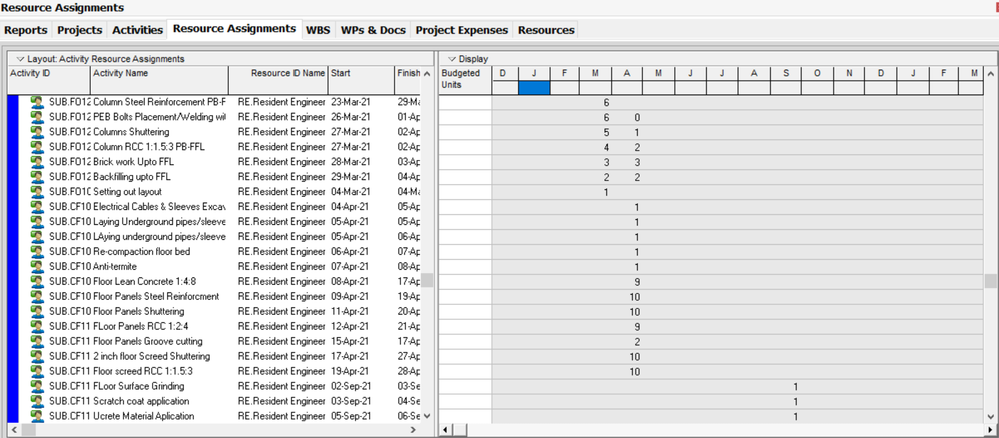 Resource Assignments
Reports Projects Activities Resource Assignments WBS WPs & Docs Project Expenses Resources
Layout: Activity Resource Assignments Display
Activity ID Activity Name Resource ID Name Start Finish Budgeted Units D J F M A M J J A S O N D J F M
SUB.FO12 Column Steel Reinforcement PB-F RE.Resident Engineer 23-Mar-21 29-Ma 6
SUB.FO12 PEB Bolts Placement/Welding wit RE.Resident Engineer 26-Mar-21 01-Ap 6 0
SUB.FO12 Columns Shuttering RE.Resident Engineer 27-Mar-21 02-Ap 5 1
SUB.FO12 Column RCC 1:1.5:3 PB-FFL RE.Resident Engineer 27-Mar-21 02-Ap 4 2
SUB.FO12 Brick work Upto FFL RE.Resident Engineer 28-Mar-21 03-Ap 3 3
SUB.FO12 Backfilling upto FFL RE.Resident Engineer 29-Mar-21 04-Ap 2 2
SUB.FO10 Setting out layout RE.Resident Engineer 04-Mar-21 04-Ma 1
SUB.CF10 Electrical Cables & Sleeves Excav RE.Resident Engineer 04-Apr-21 05-Ap 1
SUB.CF10 Laying Underground pipes/sleeve RE.Resident Engineer 05-Apr-21 05-Ap 1
SUB.CF10 LAying underground pipes/sleeve RE.Resident Engineer 05-Apr-21 06-Ap 1
SUB.CF10 Re-compaction floor bed RE.Resident Engineer 06-Apr-21 07-Ap 1
SUB.CF10 Anti-termite RE.Resident Engineer 07-Apr-21 08-Ap 1
SUB.CF10 Floor Lean Concrete 1:4:8 RE.Resident Engineer 08-Apr-21 17-Ap 9
SUB.CF10 Floor Panels Steel Reinforcment RE.Resident Engineer 09-Apr-21 19-Ap 10
SUB.CF10 Floor Panels Shuttering RE.Resident Engineer 11-Apr-21 20-Ap 10
SUB.CF11 FLoor Panels RCC 1:2:4 RE.Resident Engineer 12-Apr-21 21-Ap 9
SUB.CF11 Floor Panels Groove cutting RE.Resident Engineer 15-Apr-21 17-Ap 2
SUB.CF11 2 inch floor Screed Shuttering RE.Resident Engineer 17-Apr-21 27-Ap 10
SUB.CF11 Floor screed RCC 1:1.5:3 RE.Resident Engineer 19-Apr-21 28-Ap 10
SUB.CF11 FLoor Surface Grinding RE.Resident Engineer 02-Sep-21 03-Se 1
SUB.CF11 Scratch coat application RE.Resident Engineer 03-Sep-21 04-Se 1
SUB.CF11 Ucrete Material Aplication RE.Resident Engineer 05-Sep-21 06-Se 1